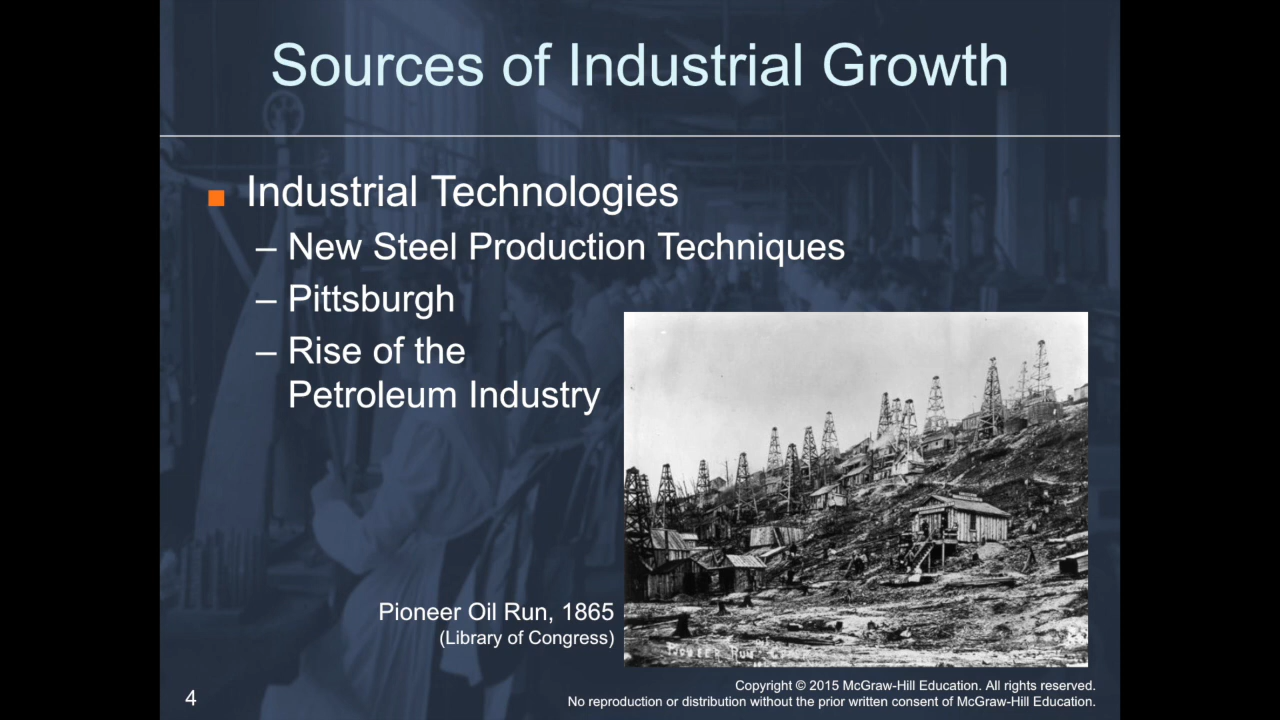 Sources of Industrial Growth
■ Industrial Technologies
– New Steel Production Techniques
– Pittsburgh
– Rise of the
Petroleum Industry
Pioneer Oil Run, 1865
(Library of Congress)
4
Copyright © 2015 McGraw-Hill Education. All rights reserved.
No reproduction or distribution without the prior written consent of McGraw-Hill Education.